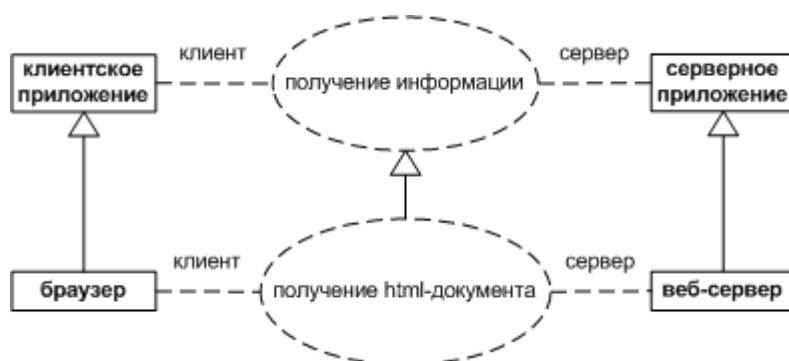 клиент
сервер
клиентское
приложение
получение информации
серверное
приложение
клиент
сервер
браузер
получение html-документа
веб-сервер